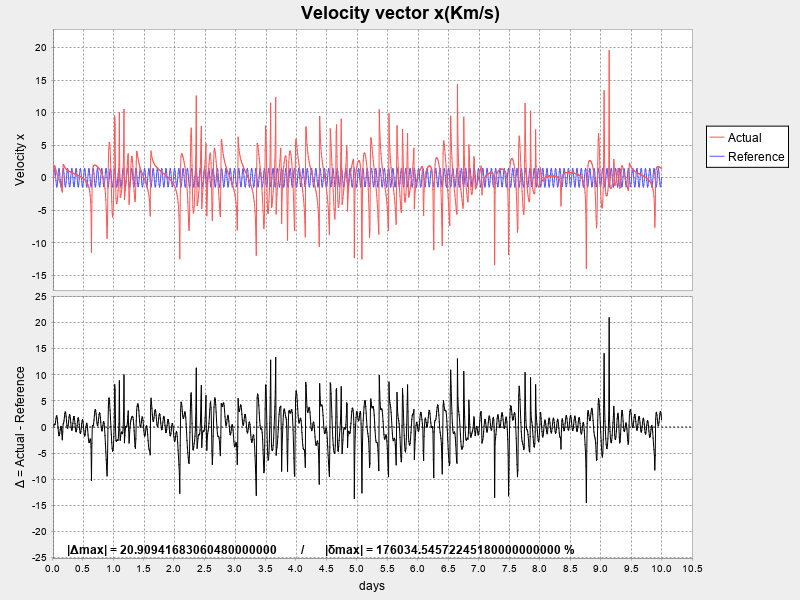 Velocity vector x(Km/s)
20
15
10
5
0
-5
-10
-15
Velocity x
Actual
Reference
25
20
15
10
5
0
-5
-10
-15
-20
-25
Δ = Actual - Reference
|Δmax| = 20.90941683060480000000 / |δmax| = 176034.54572245180000000000 %
0.0 0.5 1.0 1.5 2.0 2.5 3.0 3.5 4.0 4.5 5.0 5.5 6.0 6.5 7.0 7.5 8.0 8.5 9.0 9.5 10.0 10.5
days